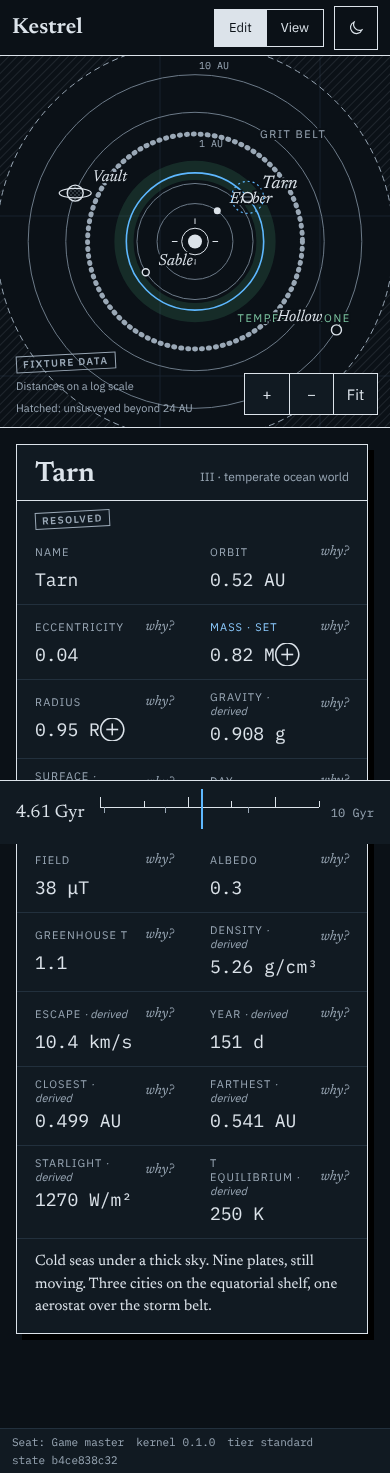 Kestrel
Edit View
10 AU
GRIT BELT
1 AU
Vault
Tarn
Ember
Sable
Hollow
FIXTURE DATA
Distances on a log scale
Hatched: unsurveyed beyond 24 AU
+ − Fit
Tarn
III · temperate ocean world
RESOLVED
NAME ORBIT why?
Tarn 0.52 AU
ECCENTRICITY why? MASS · SET why?
0.04 0.82 M⊕
RADIUS why? GRAVITY · derived why?
0.95 R⊕ 0.908 g
SURFACE ·
4.61 Gyr 10 Gyr
FIELD why? ALBEDO why?
38 µT 0.3
GREENHOUSE T why? DENSITY · derived why?
1.1 5.26 g/cm³
ESCAPE · derived why? YEAR · derived why?
10.4 km/s 151 d
CLOSEST · derived why? FARTHEST · derived why?
0.499 AU 0.541 AU
STARLIGHT · derived why? T EQUILIBRIUM · derived why?
1270 W/m² 250 K
Cold seas under a thick sky. Nine plates, still
moving. Three cities on the equatorial shelf, one
aerostat over the storm belt.
Seat: Game master kernel 0.1.0 tier standard
state b4ce838c32